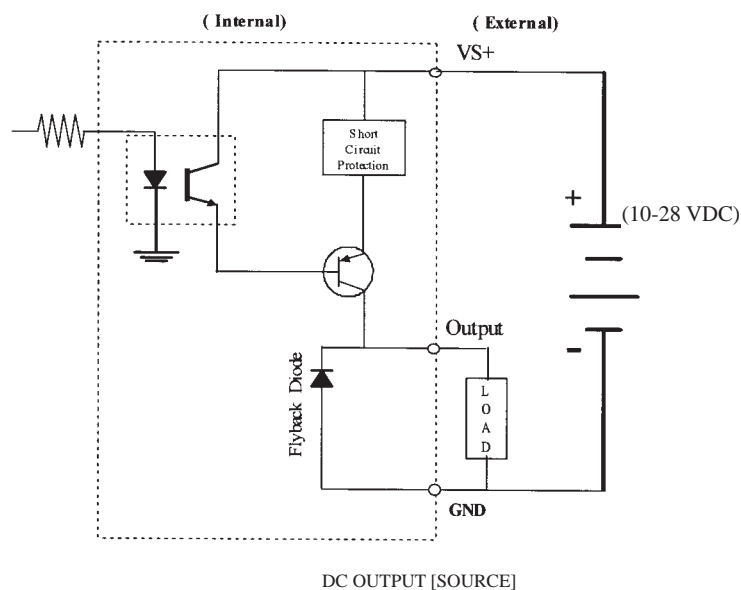 ( Internal) ( External)
VS+
Short
Circuit
Protection
+
(10-28 VDC)
Output
-
Flyback Diode
L
O
A
D
GND
DC OUTPUT [SOURCE]